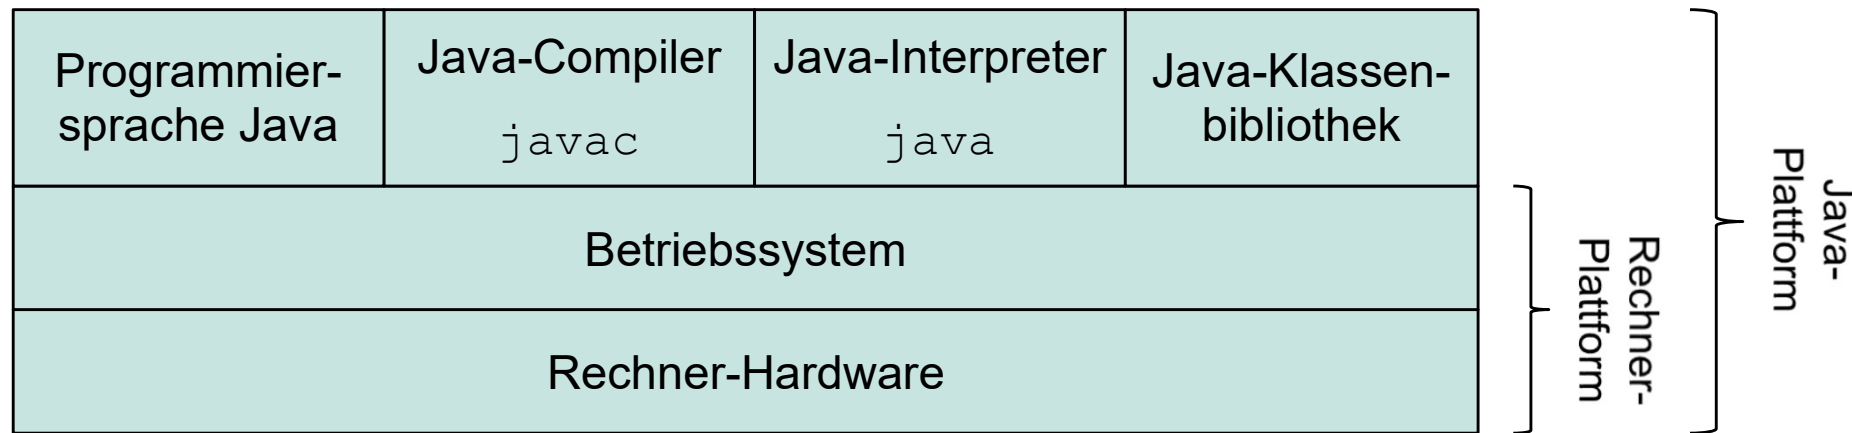 Programmier-
sprache Java
Java-Compiler
javac
Java-Interpreter
java
Java-Klassen-
bibliothek
Betriebssystem
Rechner-Hardware
Rechner-
Plattform
Java-
Plattform